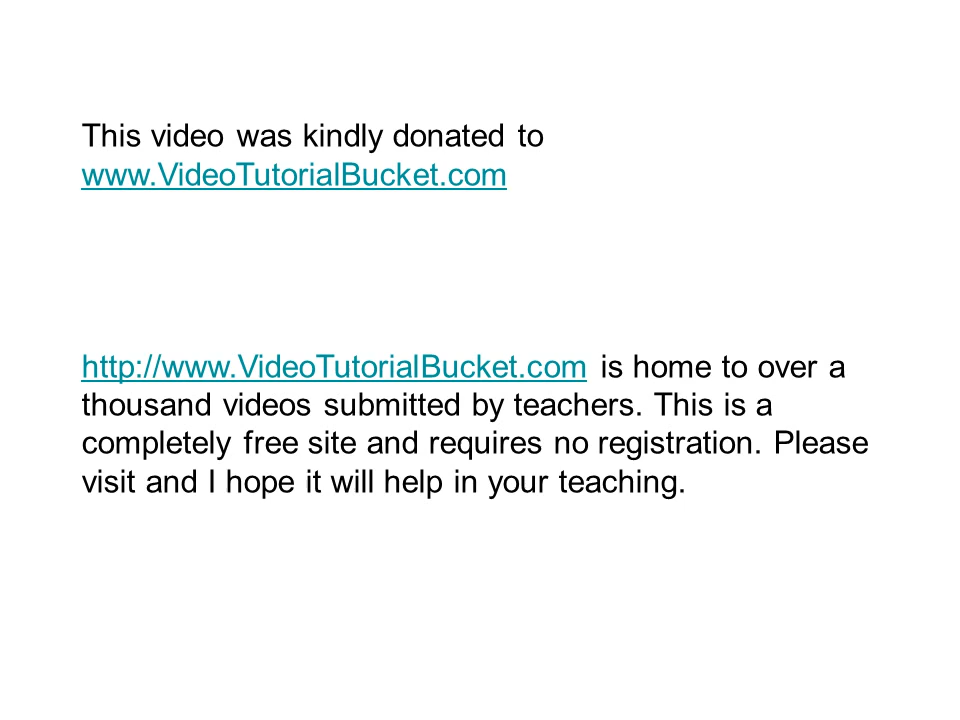 This video was kindly donated to
www.VideoTutorialBucket.com
http://www.VideoTutorialBucket.com is home to over a
thousand videos submitted by teachers. This is a
completely free site and requires no registration. Please
visit and I hope it will help in your teaching.